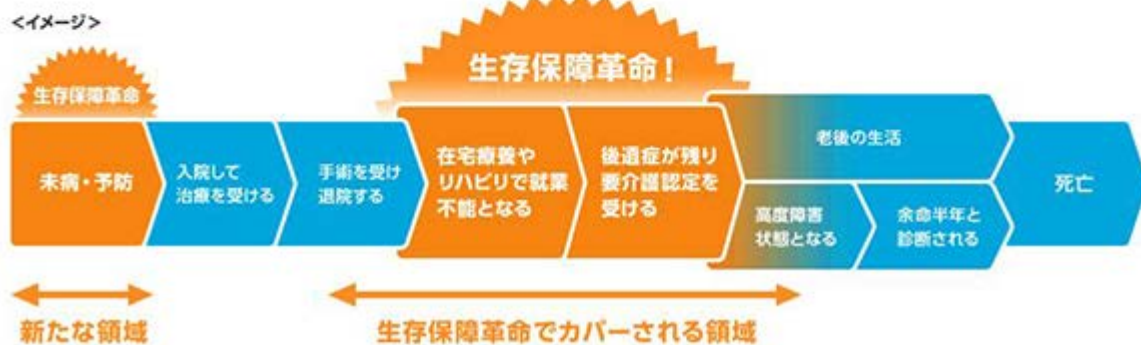 <イメージ>
生存保障革命
生存保障革命!
未病・予防
入院して
治療を受ける
手術を受け
退院する
在宅療養や
リハビリで就業
不能となる
後遺症が残り
要介護認定を
受ける
老後の生活
高度障害
状態となる
余命半年と
診断される
死亡
新たな領域
生存保障革命でカバーされる領域